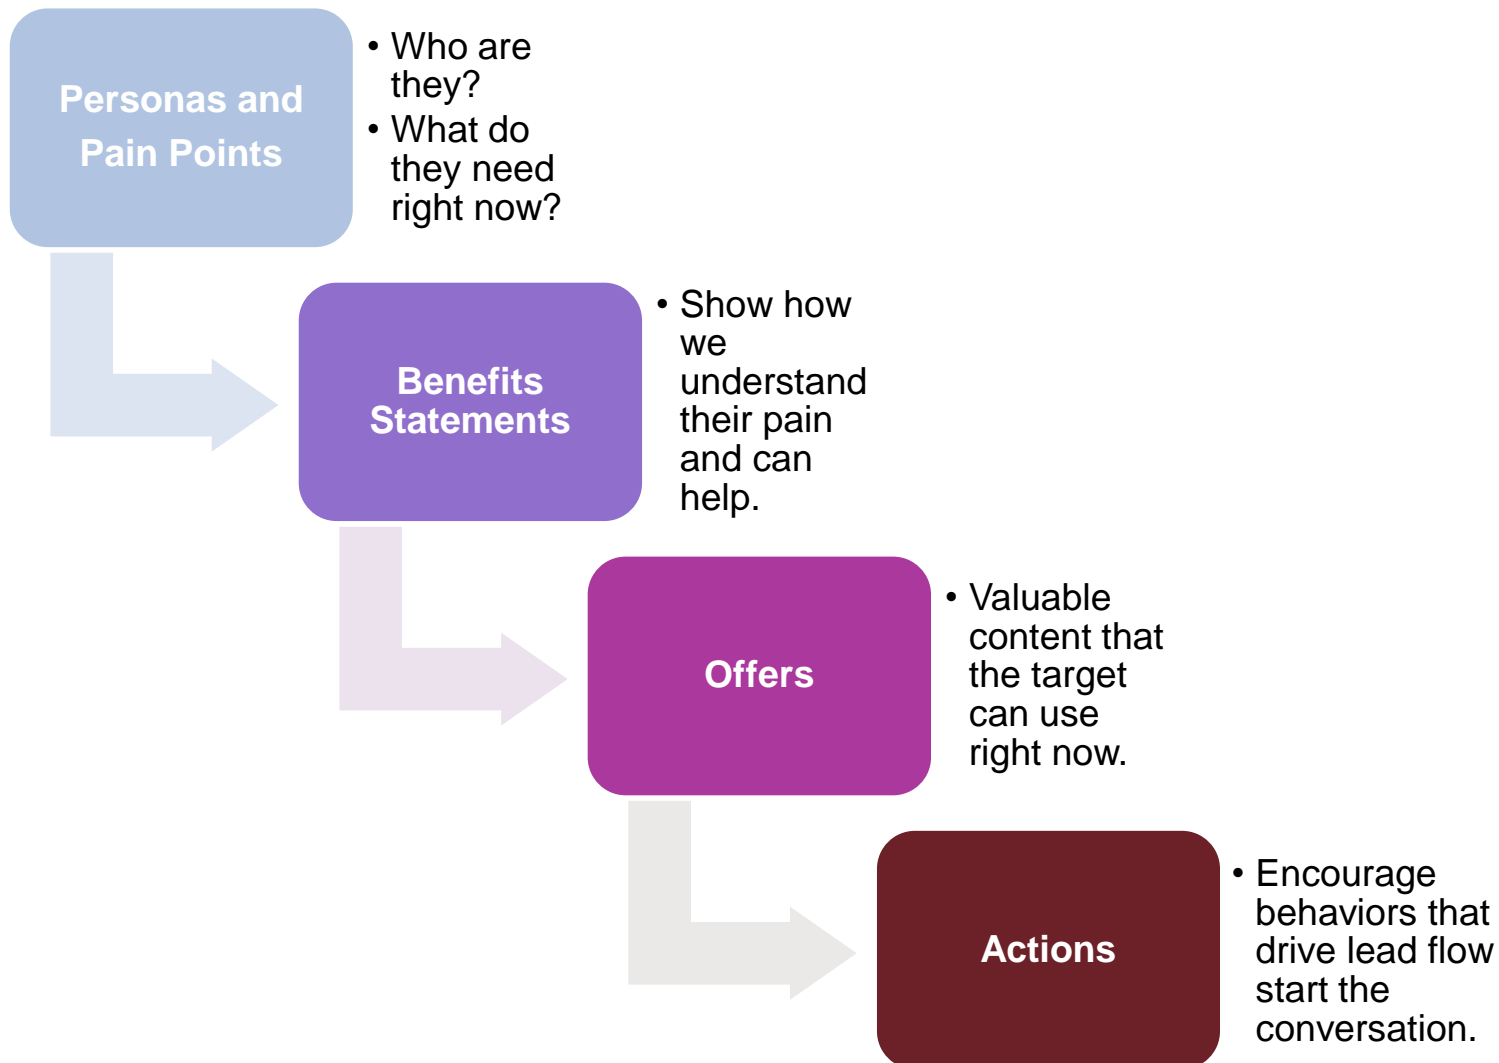 Personas and
Pain Points
• Who are
they?
• What do
they need
right now?
Benefits
Statements
• Show how
we
understand
their pain
and can
help.
Offers
• Valuable
content that
the target
can use
right now.
Actions
• Encourage
behaviors that
drive lead flow
start the
conversation.